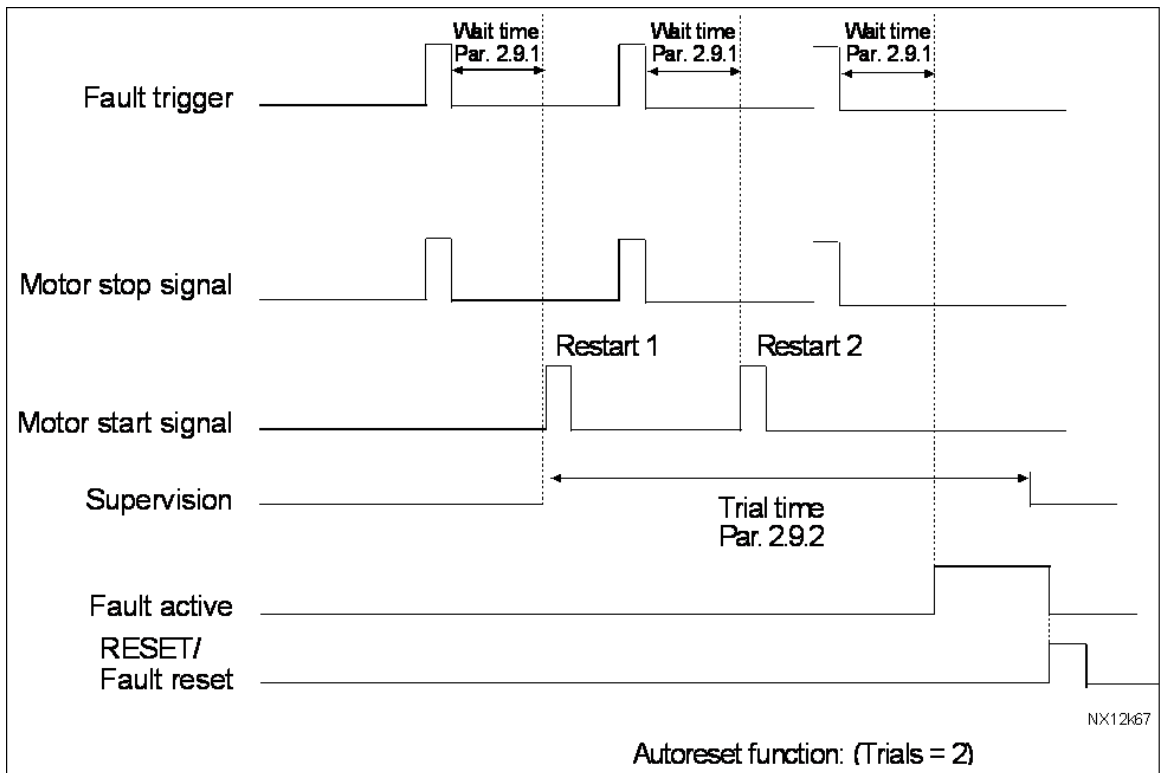 Wait time
Par. 2.9.1
Wait time
Par. 2.9.1
Wait time
Par. 2.9.1
Fault trigger
Motor stop signal
Restart 1
Restart 2
Motor start signal
Supervision
Trial time
Par. 2.9.2
Fault active
RESET/
Fault reset
NX12k67
Autoreset function: (Trials = 2)